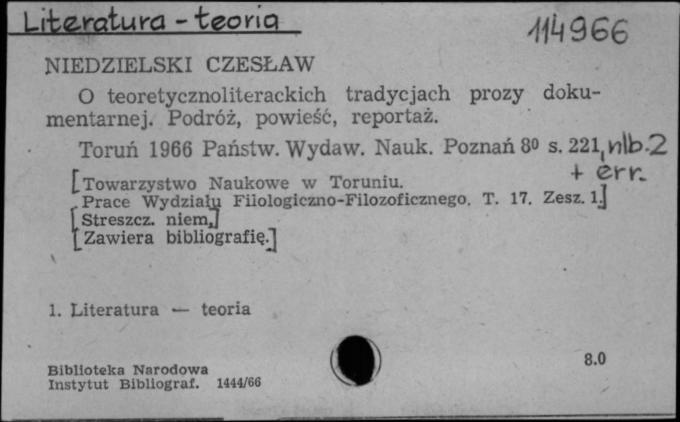 Literatura - teoria
114966
NIEDZIELSKI CZESŁAW
O teoretycznoliterackich tradycjach prozy doku-
mentarnej. Podróż, powieść, reportaż.
Toruń 1966 Państw. Wydaw. Nauk. Poznań 8⁰ s. 221, nlb. 2
+ err.
[Towarzystwo Naukowe w Toruniu.
Prace Wydziału Filologiczno-Filozoficznego. T. 17. Zesz. 1.]
[Streszcz. niem.]
[Zawiera bibliografię.]
1. Literatura — teoria
8.0
Biblioteka Narodowa
Instytut Bibliograf. 1444/66